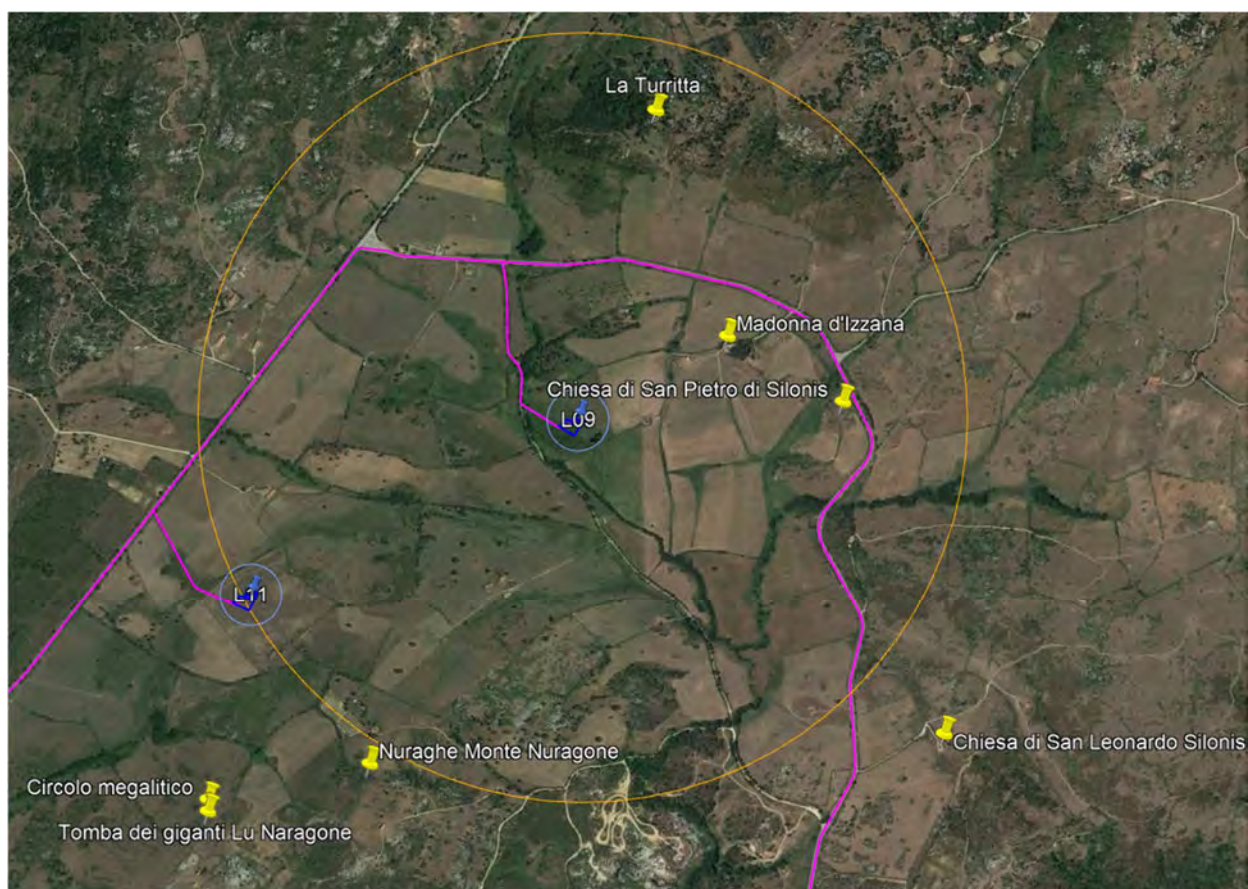 La Turritta
Madonna d'Izzana
Chiesa di San Pietro di Silonis
L09
L11
Chiesa di San Leonardo Silonis
Nuraghe Monte Nuragone
Circolo megalitico
Tomba dei giganti Lu Naragone